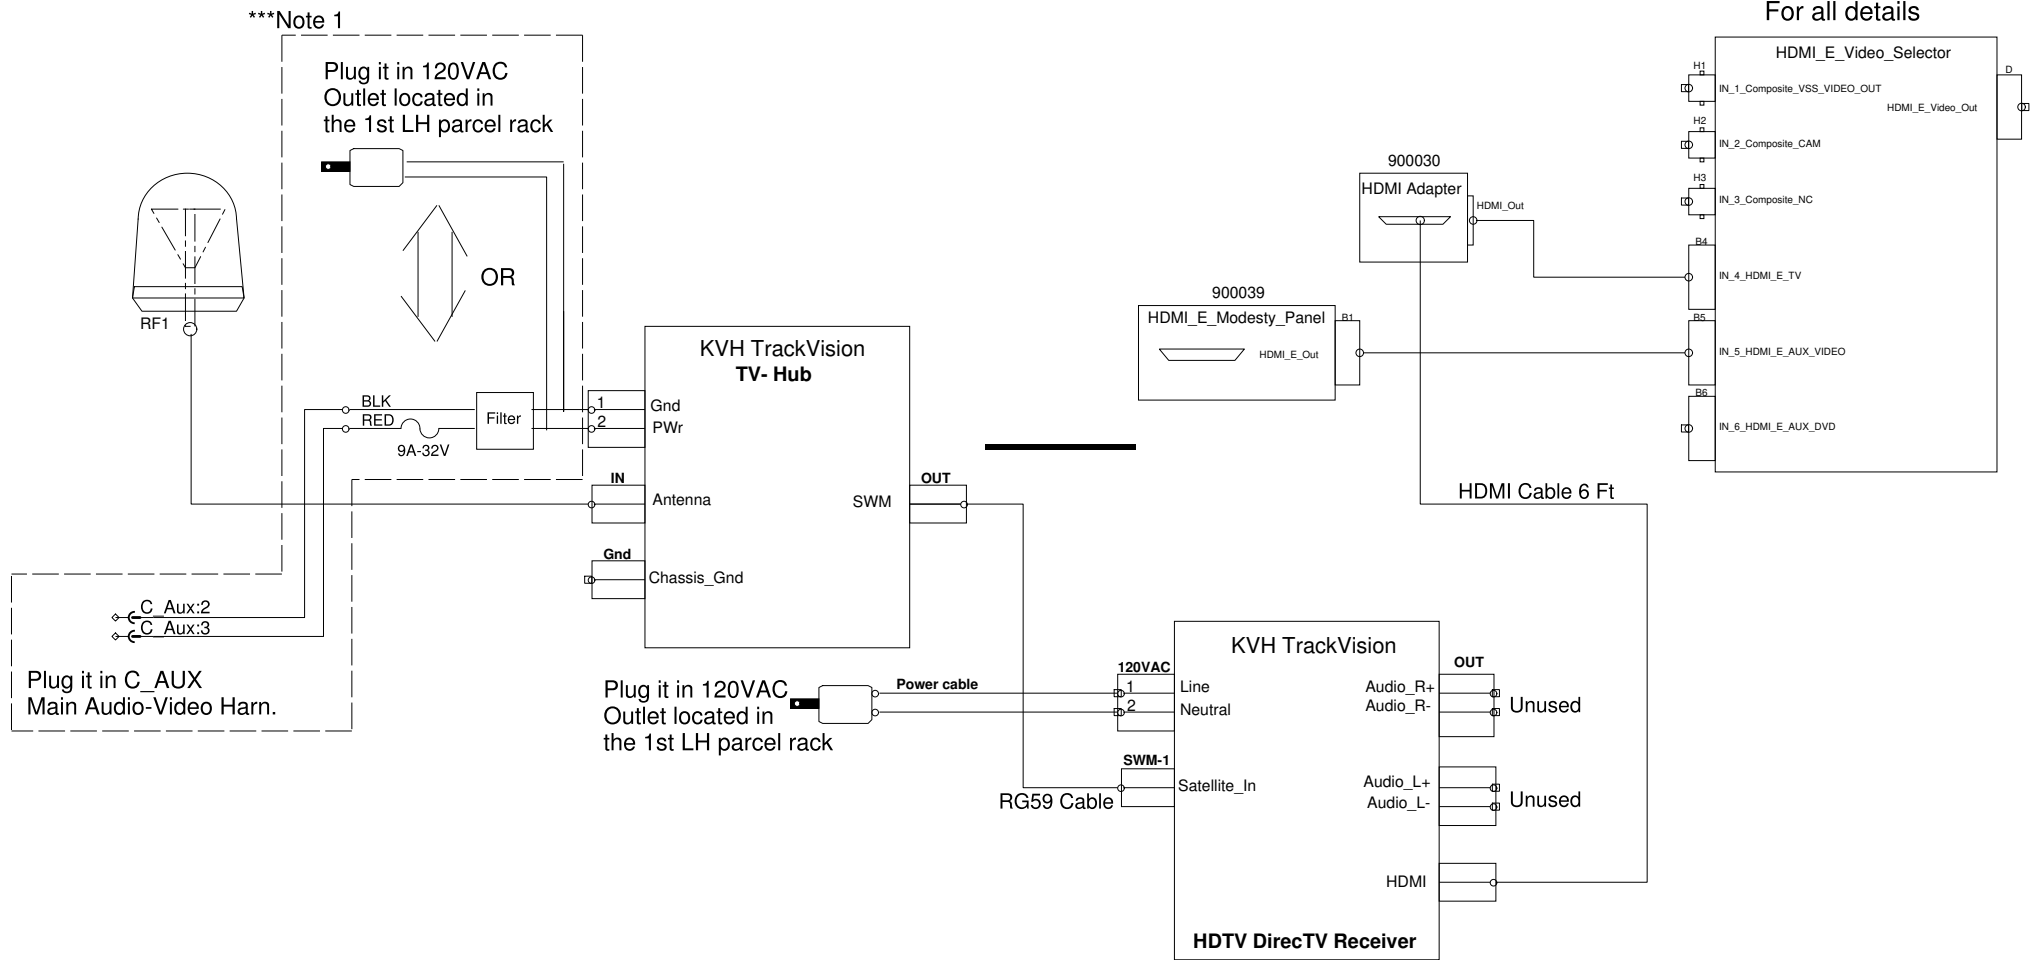 ***Note 1
Plug it in 120VAC
Outlet located in
the 1st LH parcel rack
OR
RF1
BLK
RED
9A-32V
Filter
1
2
KVH TrackVision
TV- Hub
Gnd
PWr
IN
Antenna
SWM
OUT
Gnd
Chassis_Gnd
C_Aux:2
C_Aux:3
Plug it in C_AUX
Main Audio-Video Harn.
Plug it in 120VAC
Outlet located in
the 1st LH parcel rack
Power cable
120VAC
1
2
Line
Neutral
SWM-1
Satellite_In
RG59 Cable
KVH TrackVision
OUT
Audio_R+
Audio_R-
Unused
Audio_L+
Audio_L-
Unused
HDMI
HDTV DirecTV Receiver
HDMI Cable 6 Ft
900039
HDMI_E_Modesty_Panel
HDMI_E_Out
B1
900030
HDMI Adapter
HDMI_Out
For all details
HDMI_E_Video_Selector
H1
IN_1_Composite_VSS_VIDEO_OUT
H2
IN_2_Composite_CAM
H3
IN_3_Composite_NC
B4
IN_4_HDMI_E_TV
B5
IN_5_HDMI_E_AUX_VIDEO
B6
IN_6_HDMI_E_AUX_DVD
HDMI_E_Video_Out
D